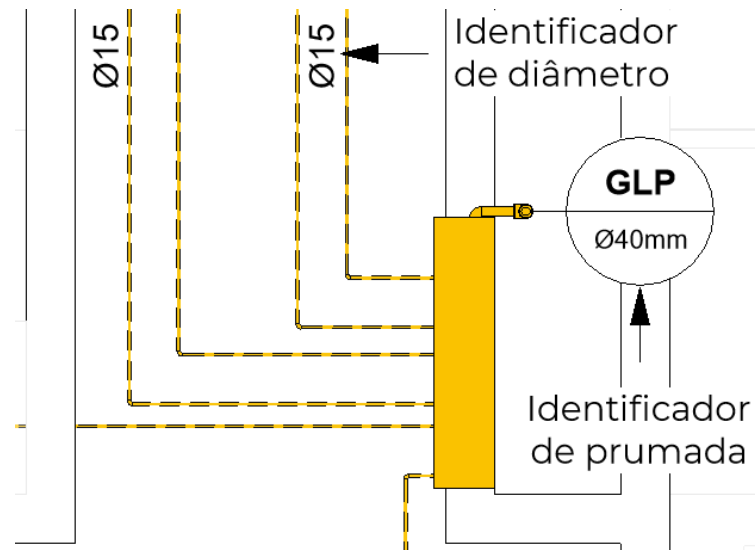 Ø15
Ø15
Identificador
de diâmetro
GLP
Ø40mm
Identificador
de prumada